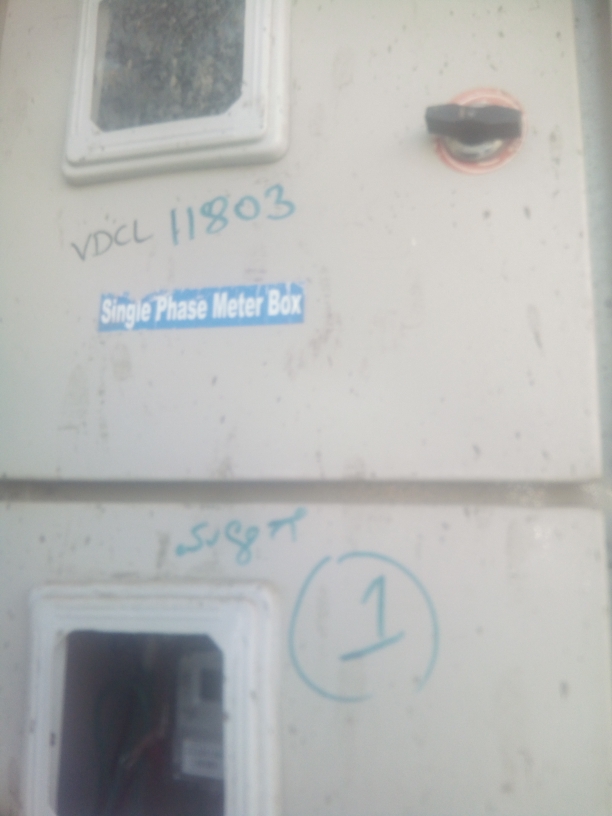 VDCL 11803
Single Phase Meter Box
1